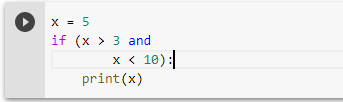 x = 5
if (x > 3 and
        x < 10):
    print(x)